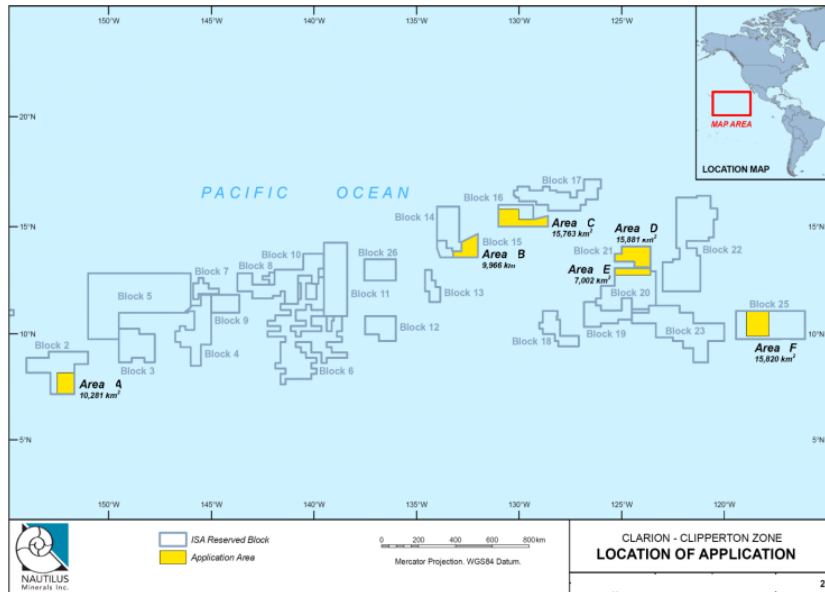 150°W 145°W 140°W 135°W 130°W 125°W 120°W
MAP AREA
LOCATION MAP
20°N 20°N
PACIFIC OCEAN
Block 17
Block 16
15°N 15°N
Block 14
Area C
15,763 km²
Area D
15,881 km²
Block 15
Area B
9,966 km
Block 21
Block 22
Block 10
Block 26
Area E
7,002 km²
Block 8
Block 7
Block 5
Block 11
Block 13
Block 20
Block 9
Block 25
10°N 10°N
Block 12
Block 19
Block 23
Block 18
Block 2
Block 4
Block 3
Block 6
Area F
15,820 km²
Area A
10,281 km²
5°N 5°N
150°W 145°W 140°W 135°W 130°W 125°W 120°W
NAUTILUS
Minerals Inc.
ISA Reserved Block
Application Area
0 200 400 600 800km
Mercator Projection. WGS84 Datum.
CLARION - CLIPPERTON ZONE
LOCATION OF APPLICATION
2